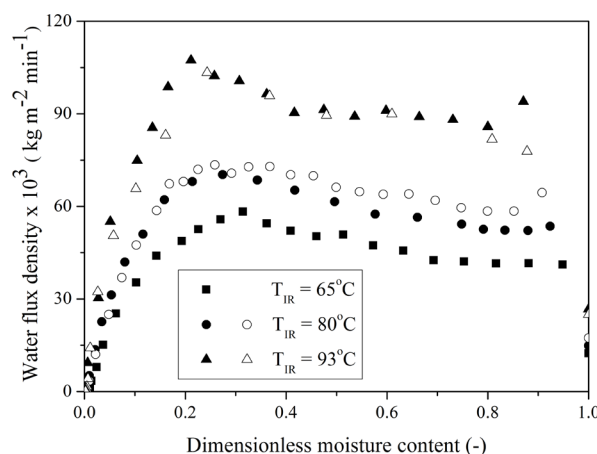 120
90
60
30
0
Water flux density x 10³ ( kg m⁻² min⁻¹)
T_IR = 65°C
T_IR = 80°C
T_IR = 93°C
0.0 0.2 0.4 0.6 0.8 1.0
Dimensionless moisture content (-)